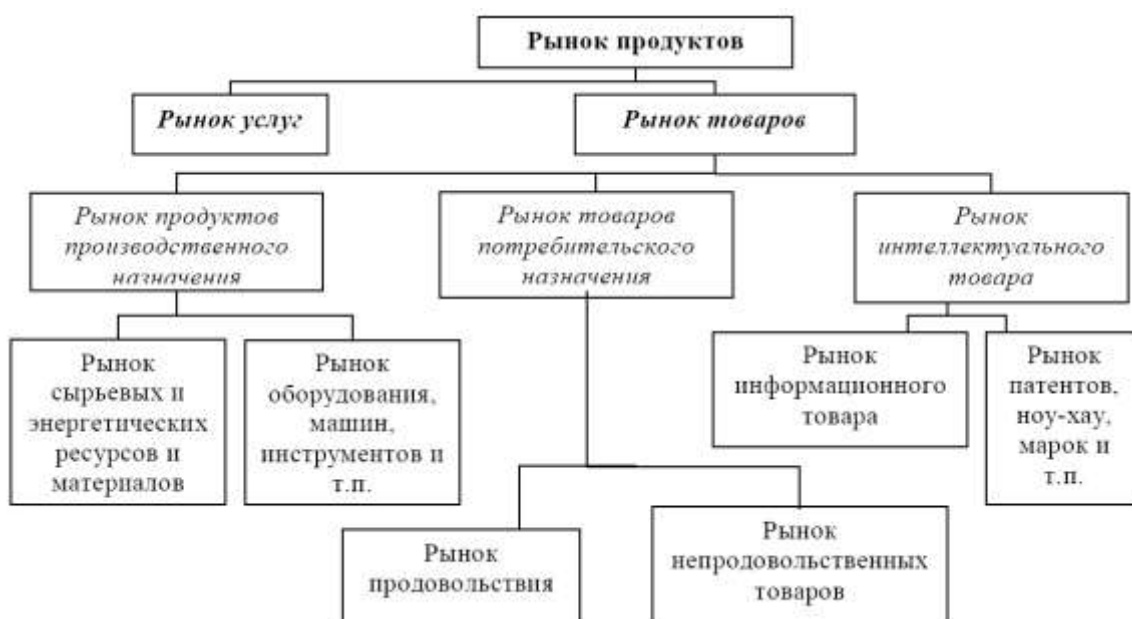 Рынок продуктов
Рынок услуг
Рынок товаров
Рынок продуктов
производственного
назначения
Рынок товаров
потребительского
назначения
Рынок
интеллектуального
товара
Рынок
сырьевых и
энергетических
ресурсов и
материалов
Рынок
оборудования,
машин,
инструментов и
т.п.
Рынок
информационного
товара
Рынок
патентов,
ноу-хау,
марок и
т.п.
Рынок
продовольствия
Рынок
непродовольственных
товаров